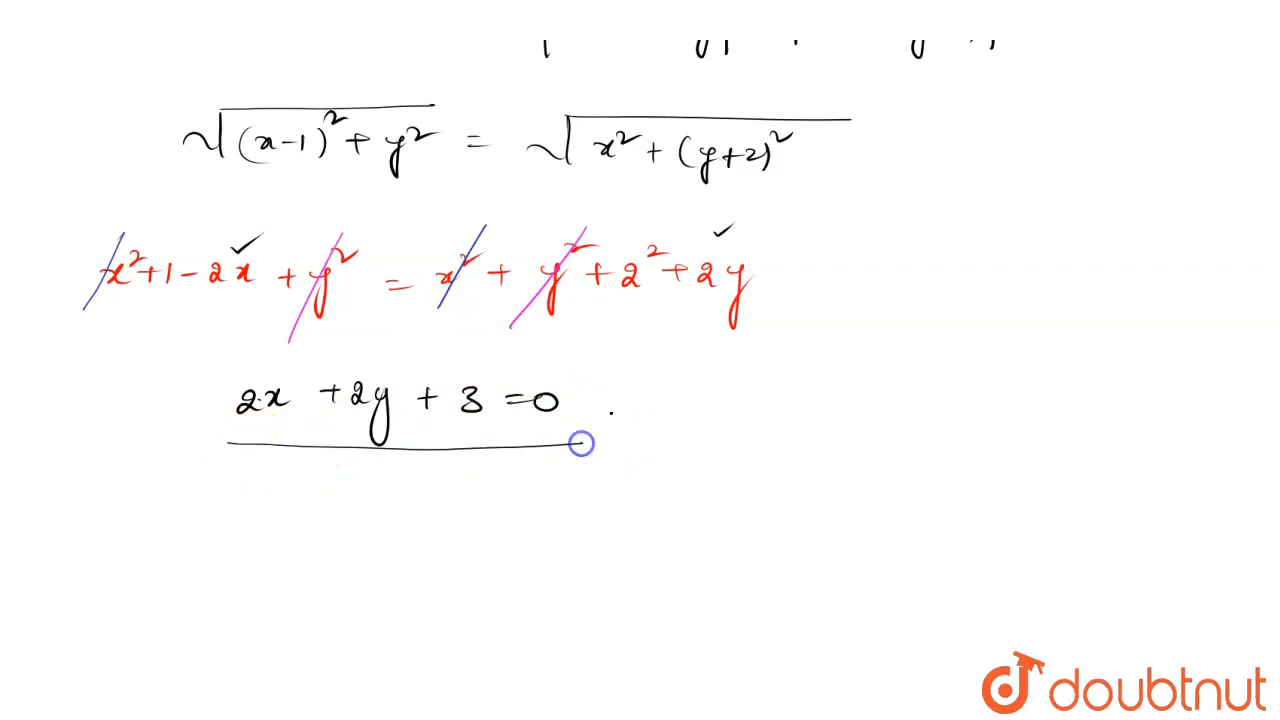 √(x-1)² + y² = √x² + (y+2)²
x² + 1 - 2x + y² = x² + y² + 2² + 2y
2x + 2y + 3 = 0 .
doubtnut